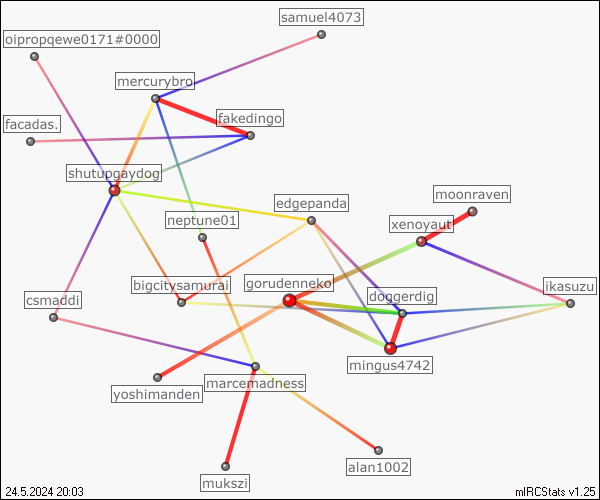 samuel4073
oipropqewe0171#0000
mercurybro
fakedingo
facadas.
shutupgaydog
moonraven
edgepanda
neptune01
xenoyaut
bigcitysamurai
gorudenneko
ikasuzu
doggerdig
csmaddi
mingus4742
marcemadness
yoshimanden
alan1002
mukszi
24.5.2024 20:03
mIRCStats v1.25